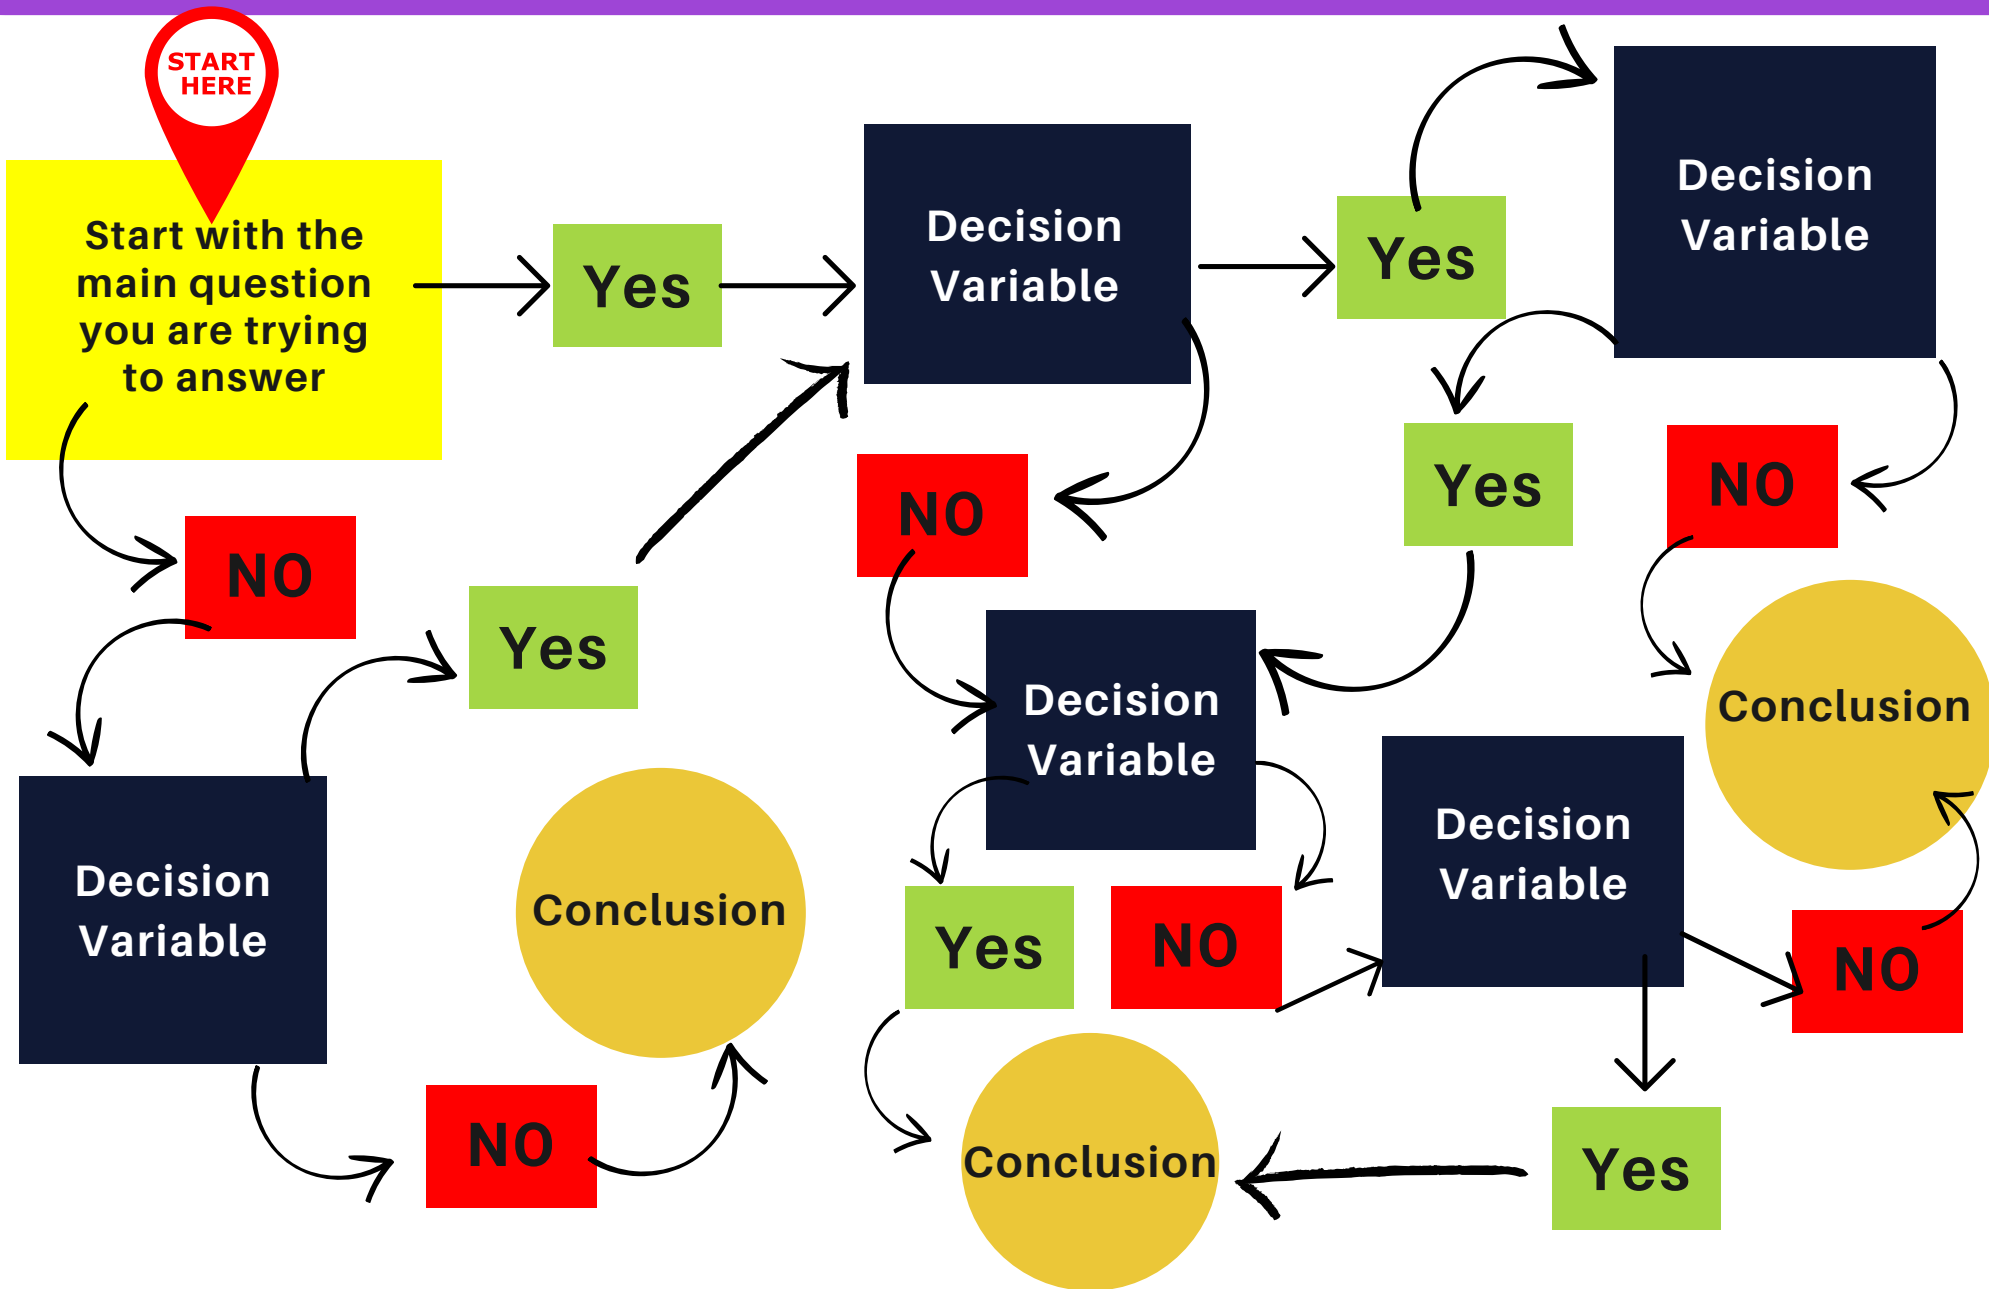 START
HERE
Start with the
main question
you are trying
to answer
Yes
Decision
Variable
Yes
Decision
Variable
NO
Yes
NO
NO
Yes
Decision
Variable
Conclusion
Decision
Variable
Decision
Variable
Conclusion
Yes
NO
NO
NO
Conclusion
Yes